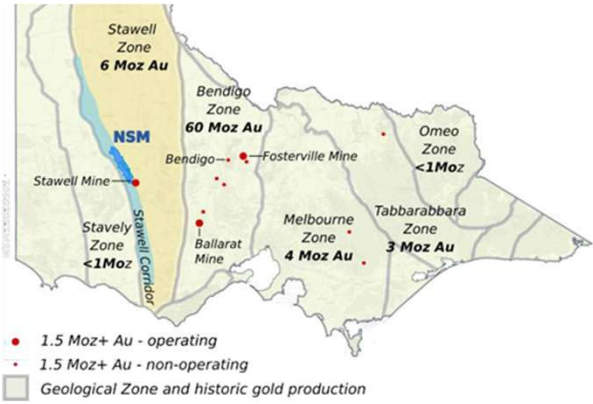 Stawell
Zone
6 Moz Au
Bendigo
Zone
60 Moz Au
Omeo
Zone
<1Moz
NSM
Bendigo
Fosterville Mine
Stawell Mine
Stavely
Zone
<1Moz
Stawell Corridor
Ballarat
Mine
Melbourne
Zone
4 Moz Au
Tabbarabbara
Zone
3 Moz Au
1.5 Moz+ Au - operating
1.5 Moz+ Au - non-operating
Geological Zone and historic gold production